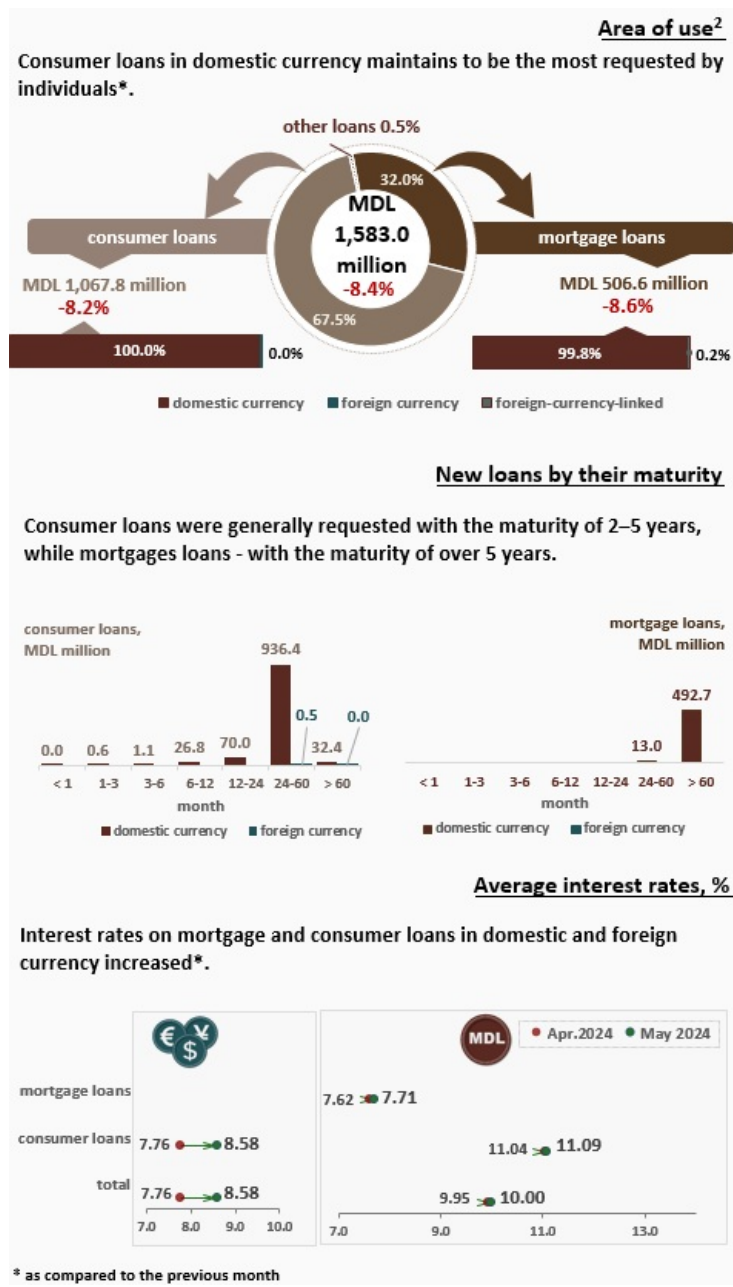 Area of use²
Consumer loans in domestic currency maintains to be the most requested by
individuals*.
other loans 0.5%
32.0%
MDL
1,583.0
million
-8.4%
67.5%
consumer loans
MDL 1,067.8 million
-8.2%
100.0%
0.0%
mortgage loans
MDL 506.6 million
-8.6%
99.8%
0.2%
domestic currency
foreign currency
foreign-currency-linked
New loans by their maturity
Consumer loans were generally requested with the maturity of 2–5 years,
while mortgages loans - with the maturity of over 5 years.
consumer loans,
MDL million
936.4
0.5
0.0
0.0
0.6
1.1
26.8
70.0
32.4
< 1
1-3
3-6
6-12
12-24
24-60
> 60
month
domestic currency
foreign currency
mortgage loans,
MDL million
492.7
13.0
< 1
1-3
3-6
6-12
12-24
24-60
> 60
month
domestic currency
foreign currency
Average interest rates, %
Interest rates on mortgage and consumer loans in domestic and foreign
currency increased*.
€ ¥ $
MDL
Apr.2024
May 2024
mortgage loans
7.62
7.71
consumer loans
7.76
8.58
11.04
11.09
total
7.76
8.58
9.95
10.00
7.0
8.0
9.0
10.0
7.0
9.0
11.0
13.0
* as compared to the previous month